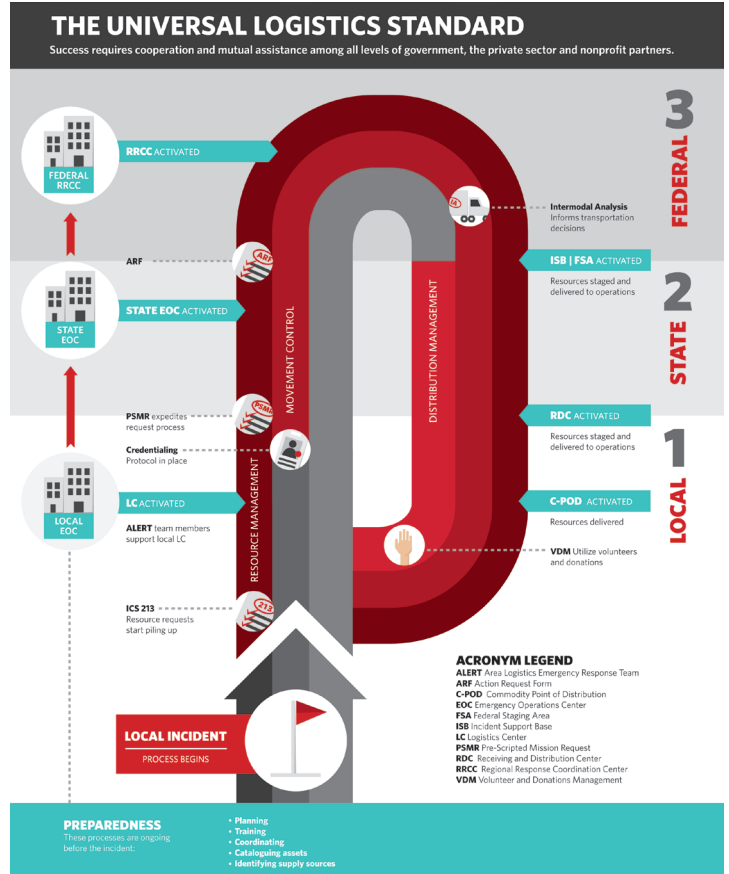 THE UNIVERSAL LOGISTICS STANDARD
Success requires cooperation and mutual assistance among all levels of government, the private sector and nonprofit partners.
FEDERAL
RRCC
RRCC ACTIVATED
FEDERAL 3
IA
Intermodal Analysis
Informs transportation
decisions
ARF
ARF
ISB | FSA ACTIVATED
Resources staged and
delivered to operations
STATE
EOC
STATE EOC ACTIVATED
STATE 2
MOVEMENT CONTROL
DISTRIBUTION MANAGEMENT
PSMR expedites
request process
PSMR
RDC ACTIVATED
Resources staged and
delivered to operations
Credentialing
Protocol in place
LOCAL 1
LOCAL
EOC
LC ACTIVATED
ALERT team members
support local LC
RESOURCE MANAGEMENT
C-POD ACTIVATED
Resources delivered
VDM Utilize volunteers
and donations
ICS 213
Resource requests
start piling up
213
LOCAL INCIDENT
PROCESS BEGINS
ACRONYM LEGEND
ALERT Area Logistics Emergency Response Team
ARF Action Request Form
C-POD Commodity Point of Distribution
EOC Emergency Operations Center
FSA Federal Staging Area
ISB Incident Support Base
LC Logistics Center
PSMR Pre-Scripted Mission Request
RDC Receiving and Distribution Center
RRCC Regional Response Coordination Center
VDM Volunteer and Donations Management
PREPAREDNESS
These processes are ongoing
before the incident:
• Planning
• Training
• Coordinating
• Cataloguing assets
• Identifying supply sources